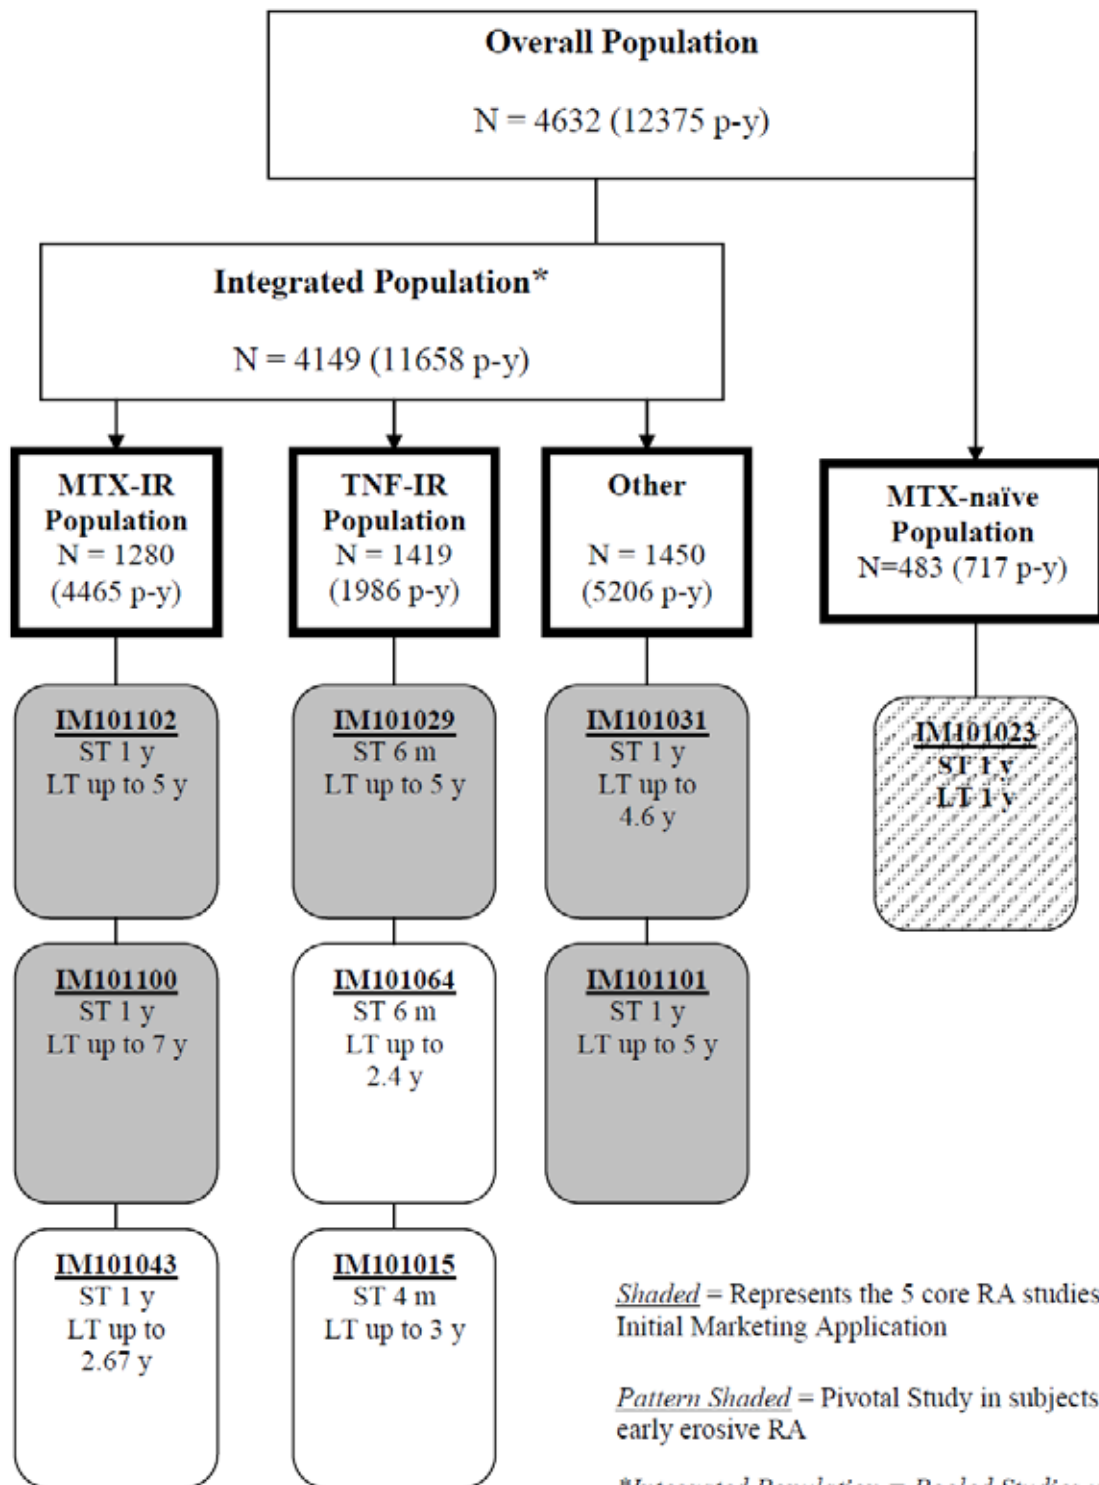 Overall Population
N = 4632 (12375 p-y)
Integrated Population*
N = 4149 (11658 p-y)
MTX-IR
Population
N = 1280
(4465 p-y)
TNF-IR
Population
N = 1419
(1986 p-y)
Other
N = 1450
(5206 p-y)
MTX-naïve
Population
N=483 (717 p-y)
IM101102
ST 1 y
LT up to 5 y
IM101029
ST 6 m
LT up to 5 y
IM101031
ST 1 y
LT up to
4.6 y
IM101023
ST 1 y
LT 1 y
IM101100
ST 1 y
LT up to 7 y
IM101064
ST 6 m
LT up to
2.4 y
IM101101
ST 1 y
LT up to 5 y
IM101043
ST 1 y
LT up to
2.67 y
IM101015
ST 4 m
LT up to 3 y
Shaded = Represents the 5 core RA studies
Initial Marketing Application
Pattern Shaded = Pivotal Study in subjects
early erosive RA
*Integrated Population = Pooled Studies